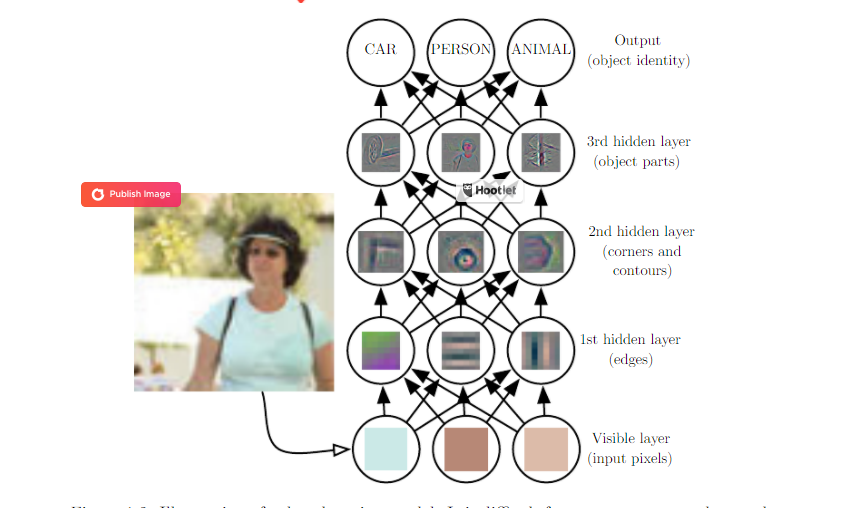 CAR
PERSON
ANIMAL
Output
(object identity)
3rd hidden layer
(object parts)
Publish Image
Hootlet
2nd hidden layer
(corners and
contours)
1st hidden layer
(edges)
Visible layer
(input pixels)